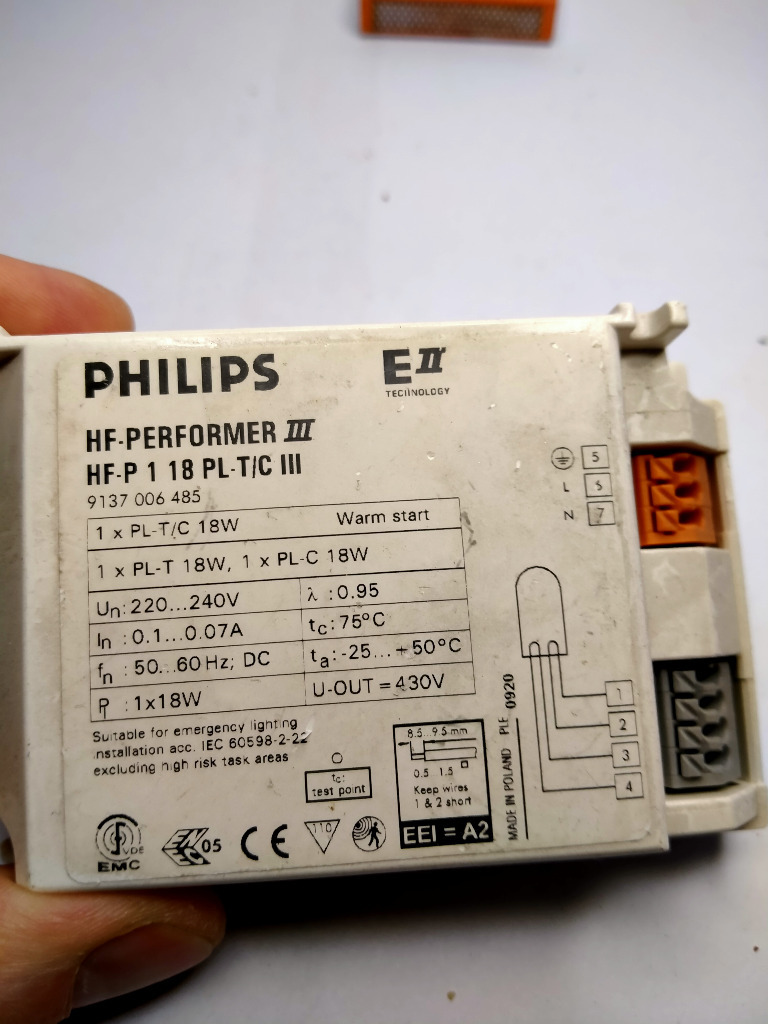 PHILIPS
EII
TECHNOLOGY
HF-PERFORMER III
HF-P 1 18 PL-T/C III
9137 006 485
1 x PL-T/C 18W Warm start
1 x PL-T 18W, 1 x PL-C 18W
Un: 220...240V λ : 0.95
In : 0.1...0.07A tc: 75°C
fn : 50...60 Hz; DC ta: -25... +50°C
P : 1x18W U-OUT = 430V
Suitable for emergency lighting
installation acc. IEC 60598-2-22
excluding high risk task areas
tc:
test point
8.5...9.5 mm
0.5...1.5
Keep wires
1 & 2 short
EEI = A2
MADE IN POLAND PLE 0920
5
L 6
N 7
1
2
3
4
VDE
EMC
ENEC 05
CE
110